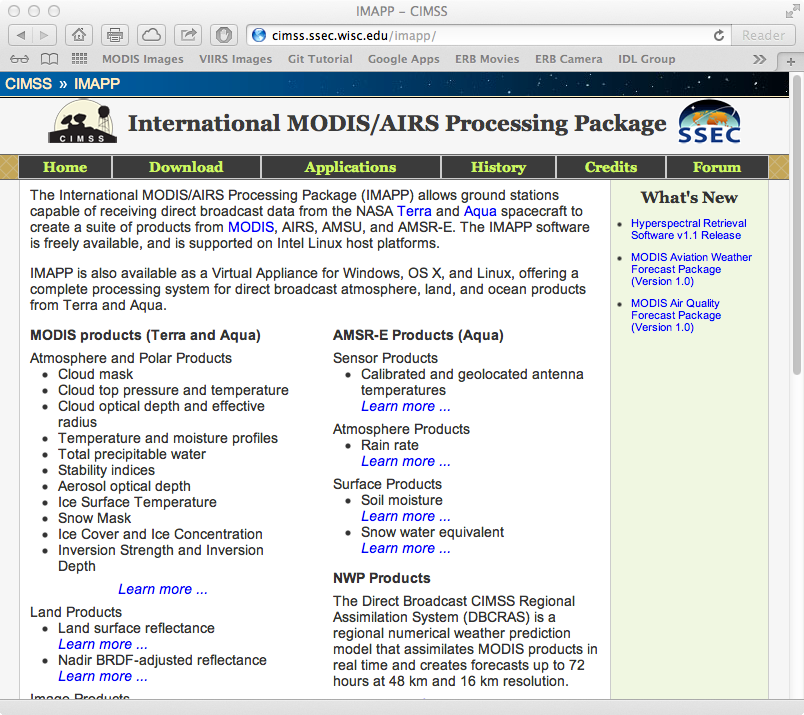 IMAPP – CIMSS
cimss.ssec.wisc.edu/imapp/
Reader
MODIS Images VIIRS Images Git Tutorial Google Apps ERB Movies ERB Camera IDL Group
CIMSS » IMAPP
CIMSS
International MODIS/AIRS Processing Package
SSEC
Home Download Applications History Credits Forum
The International MODIS/AIRS Processing Package (IMAPP) allows ground stations
capable of receiving direct broadcast data from the NASA Terra and Aqua spacecraft to
create a suite of products from MODIS, AIRS, AMSU, and AMSR-E. The IMAPP software
is freely available, and is supported on Intel Linux host platforms.
IMAPP is also available as a Virtual Appliance for Windows, OS X, and Linux, offering a
complete processing system for direct broadcast atmosphere, land, and ocean products
from Terra and Aqua.
MODIS products (Terra and Aqua)
Atmosphere and Polar Products
• Cloud mask
• Cloud top pressure and temperature
• Cloud optical depth and effective
radius
• Temperature and moisture profiles
• Total precipitable water
• Stability indices
• Aerosol optical depth
• Ice Surface Temperature
• Snow Mask
• Ice Cover and Ice Concentration
• Inversion Strength and Inversion
Depth
Learn more ...
Land Products
• Land surface reflectance
Learn more ...
• Nadir BRDF-adjusted reflectance
Learn more ...
Image Products
AMSR-E Products (Aqua)
Sensor Products
• Calibrated and geolocated antenna
temperatures
Learn more ...
Atmosphere Products
• Rain rate
Learn more ...
Surface Products
• Soil moisture
Learn more ...
• Snow water equivalent
Learn more ...
NWP Products
The Direct Broadcast CIMSS Regional
Assimilation System (DBCRAS) is a
regional numerical weather prediction
model that assimilates MODIS products in
real time and creates forecasts up to 72
hours at 48 km and 16 km resolution.
What's New
• Hyperspectral Retrieval
Software v1.1 Release
• MODIS Aviation Weather
Forecast Package
(Version 1.0)
• MODIS Air Quality
Forecast Package
(Version 1.0)